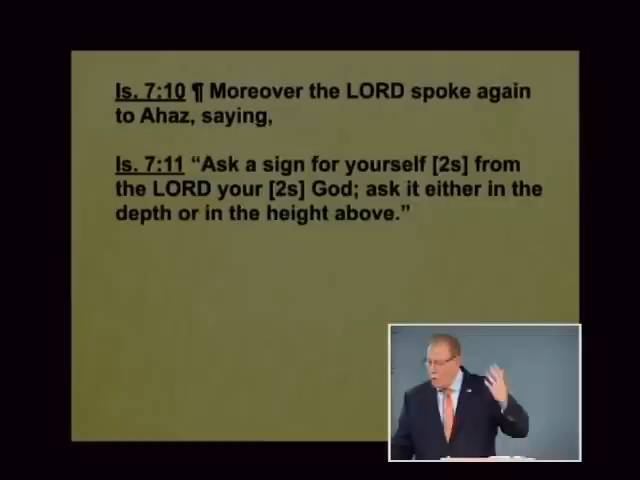 Is. 7:10 ¶ Moreover the LORD spoke again
to Ahaz, saying,
Is. 7:11 “Ask a sign for yourself [2s] from
the LORD your [2s] God; ask it either in the
depth or in the height above.”